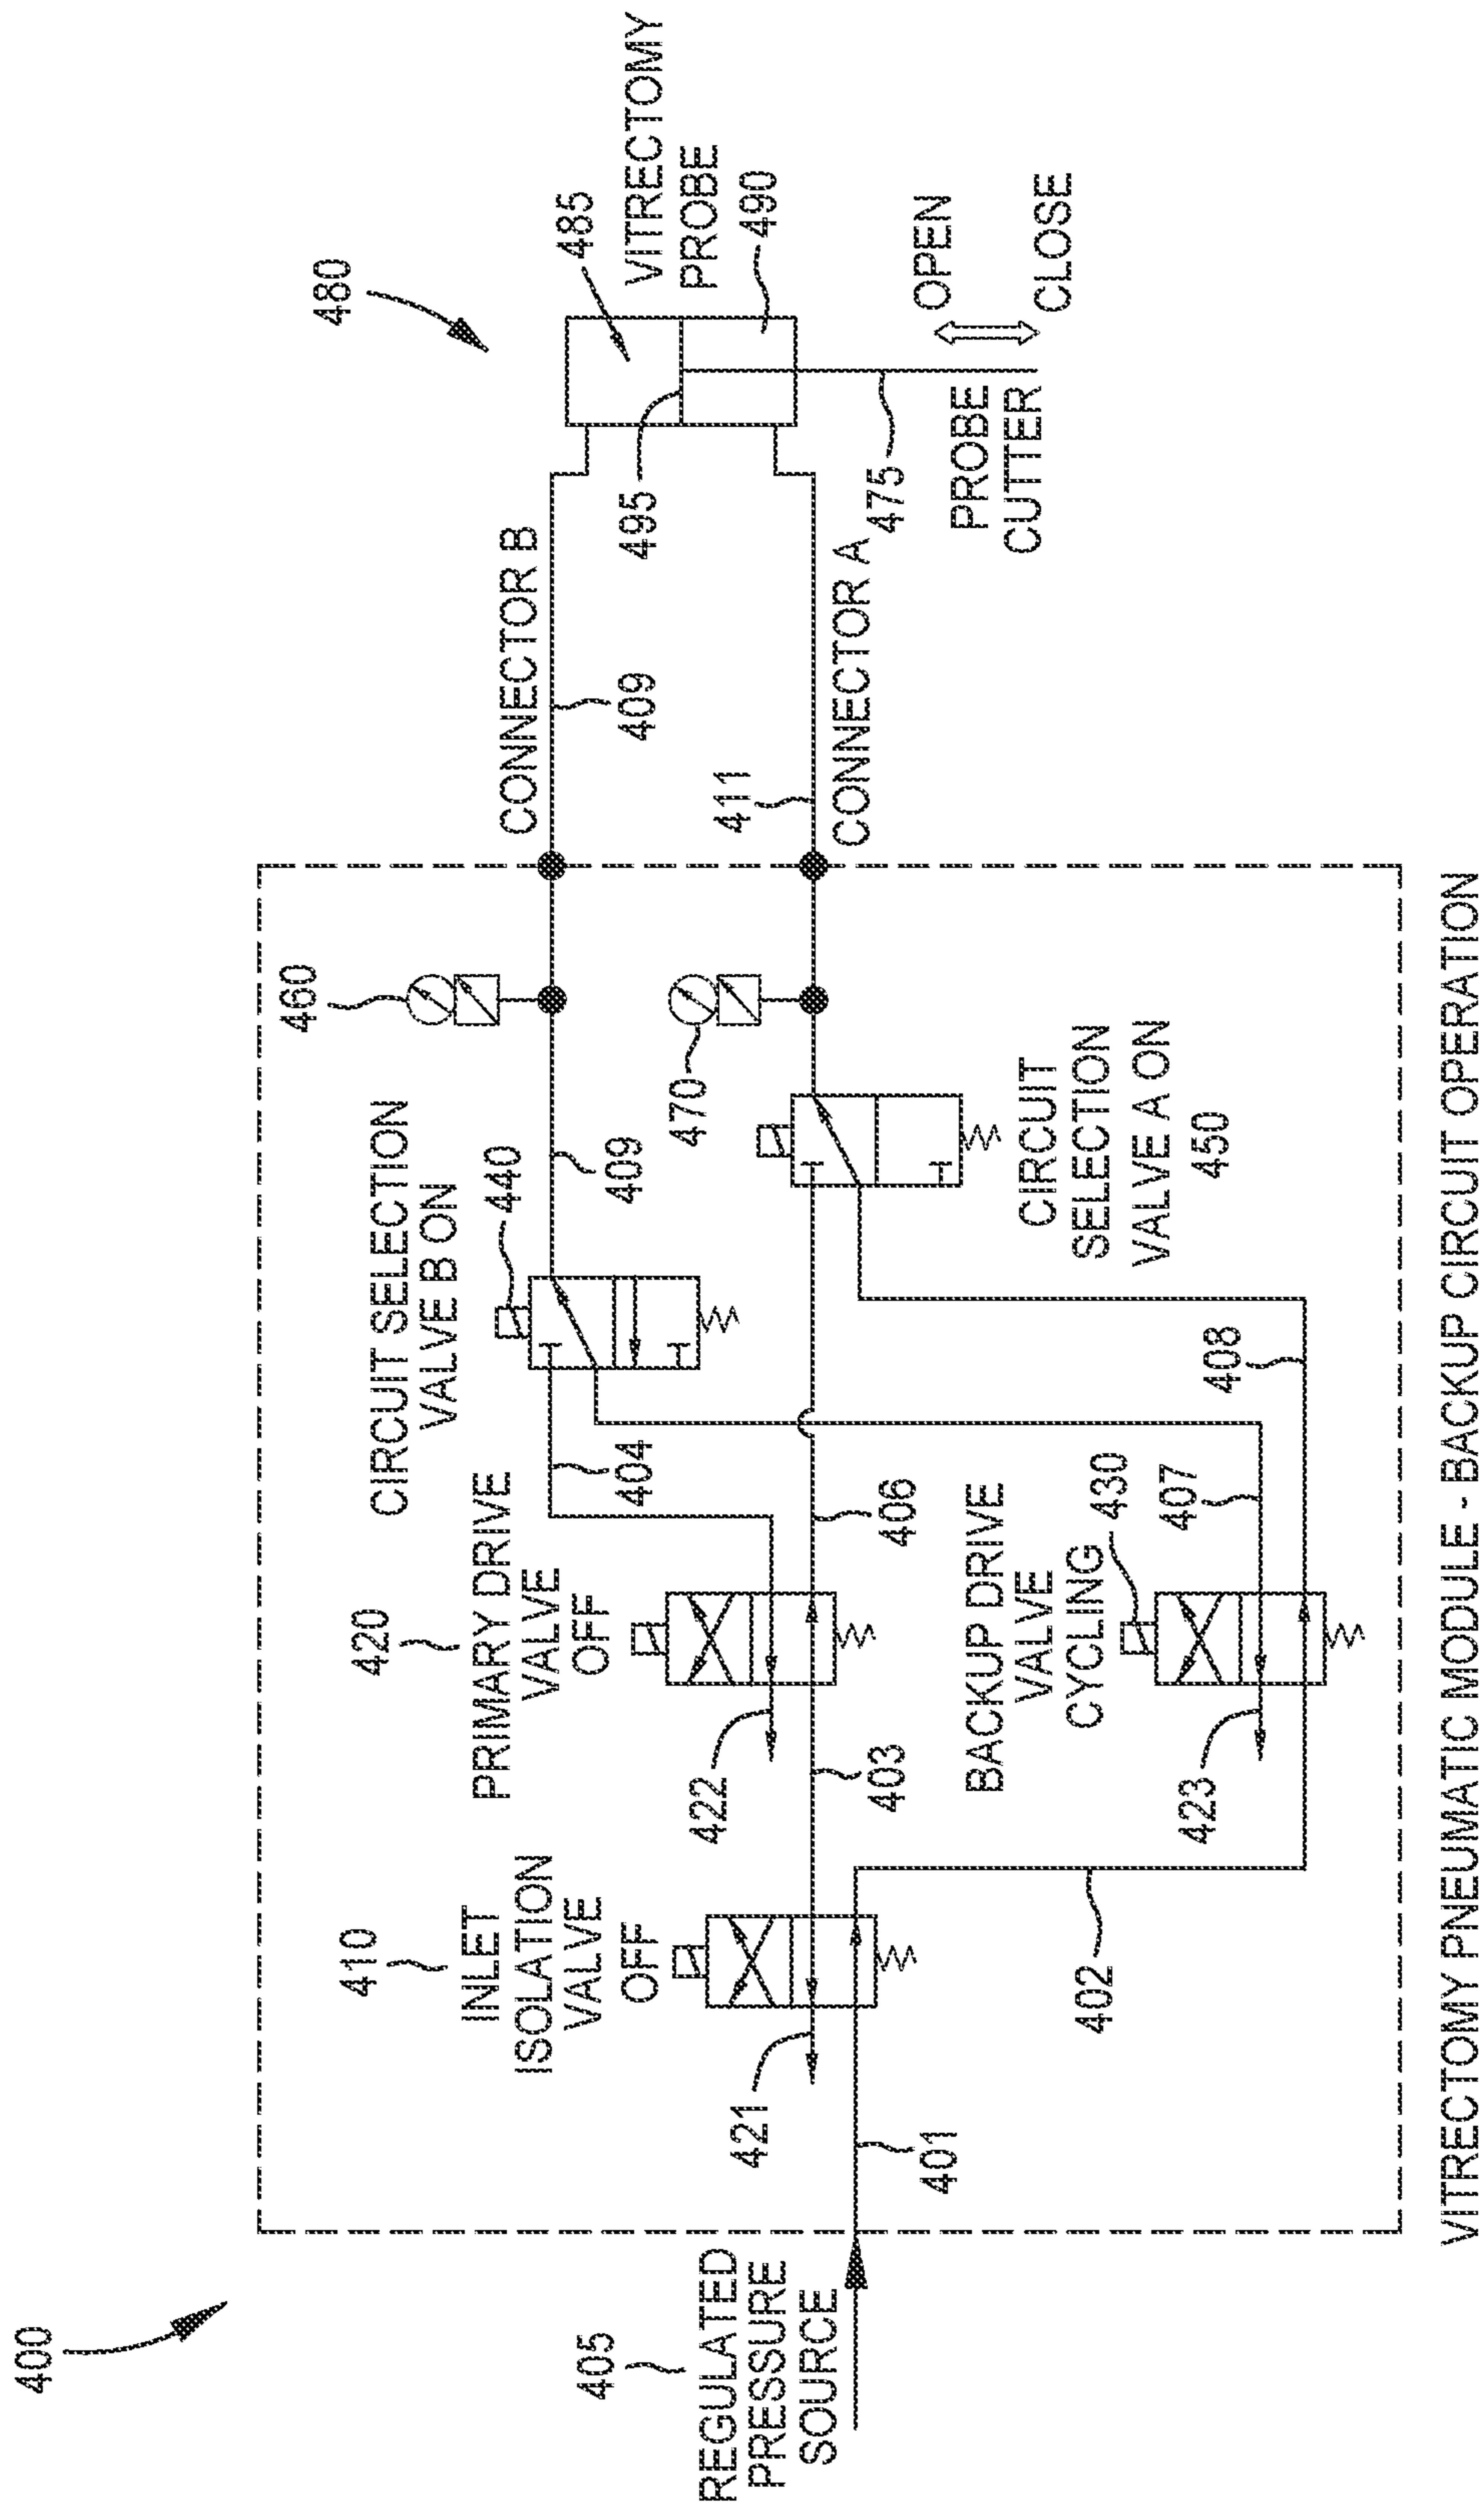 400
405
REGULATED
PRESSURE
SOURCE
401
421
410
INLET
ISOLATION
VALVE
OFF
402
403
422
420
PRIMARY DRIVE
VALVE
OFF
404
406
BACKUP DRIVE
VALVE
CYCLING
430
407
423
408
CIRCUIT SELECTION
VALVE B ON
440
409
CIRCUIT
SELECTION
VALVE A ON
450
460
470
CONNECTOR B
409
411
CONNECTOR A
480
485
VITRECTOMY
PROBE
490
495
475
PROBE
CUTTER
OPEN
CLOSE
VITRECTOMY PNEUMATIC MODULE - BACKUP CIRCUIT OPERATION